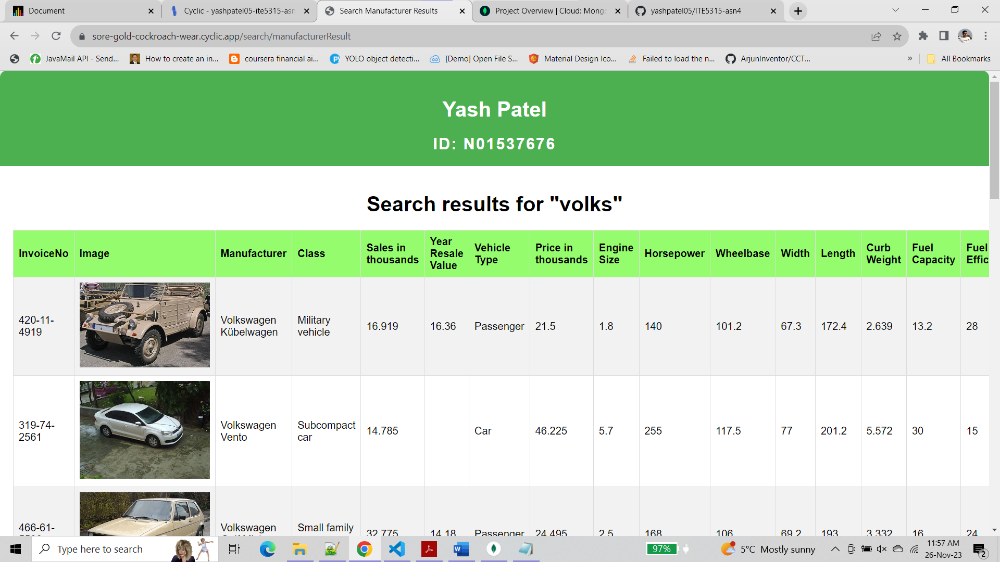 Document
Cyclic - yashpatel05-ite5315-asn
Search Manufacturer Results
Project Overview | Cloud: Mong
yashpatel05/ITE5315-asn4
sore-gold-cockroach-wear.cyclic.app/search/manufacturerResult
JavaMail API - Send...
How to create an in...
coursera financial ai...
YOLO object detecti...
[Demo] Open File S...
Material Design Ico...
Failed to load the n...
ArjunInventor/CCT...
»
All Bookmarks
Yash Patel
ID: N01537676
Search results for "volks"
InvoiceNo Image Manufacturer Class Sales in thousands Year Resale Value Vehicle Type Price in thousands Engine Size Horsepower Wheelbase Width Length Curb Weight Fuel Capacity Fuel Effic
420-11-4919 Volkswagen Kübelwagen Military vehicle 16.919 16.36 Passenger 21.5 1.8 140 101.2 67.3 172.4 2.639 13.2 28
319-74-2561 Volkswagen Vento Subcompact car 14.785 Car 46.225 5.7 255 117.5 77 201.2 5.572 30 15
466-61- Volkswagen Small family 32.775 14.18 Passenger 24.495 2.5 168 106 69.2 193 3.332 16 24
Type here to search
97%
5°C Mostly sunny
11:57 AM
26-Nov-23
2